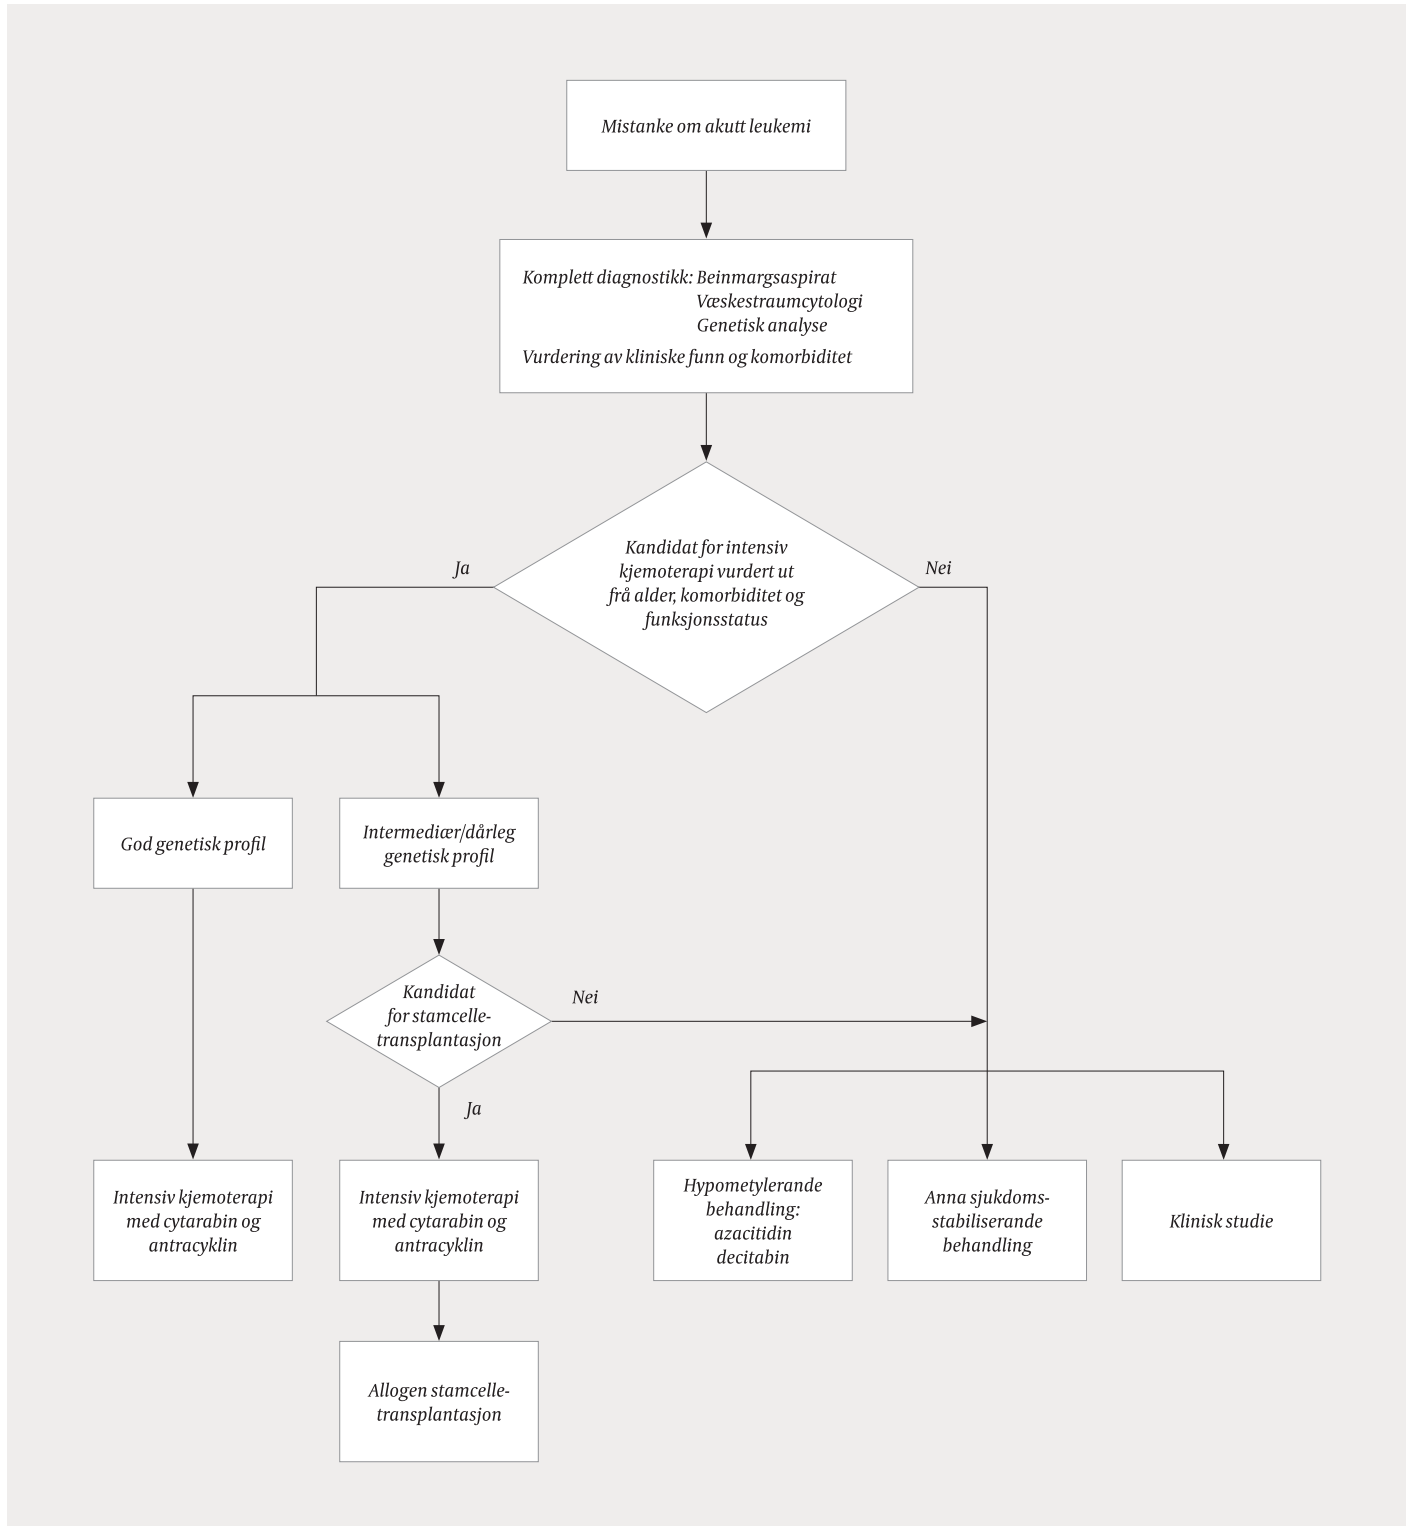 Mistanke om akutt leukemi
Komplett diagnostikk: Beinmargsaspirat
Væskestraumcytologi
Genetisk analyse
Vurdering av kliniske funn og komorbiditet
Kandidat for intensiv
kjemoterapi vurdert ut
frå alder, komorbiditet og
funksjonsstatus
Ja
Nei
God genetisk profil
Intermediær/dårleg
genetisk profil
Kandidat
for stamcelle-
transplantasjon
Nei
Ja
Intensiv kjemoterapi
med cytarabin og
antracyklin
Intensiv kjemoterapi
med cytarabin og
antracyklin
Hypometylerande
behandling:
azacitidin
decitabin
Anna sjukdoms-
stabiliserande
behandling
Klinisk studie
Allogen stamcelle-
transplantasjon